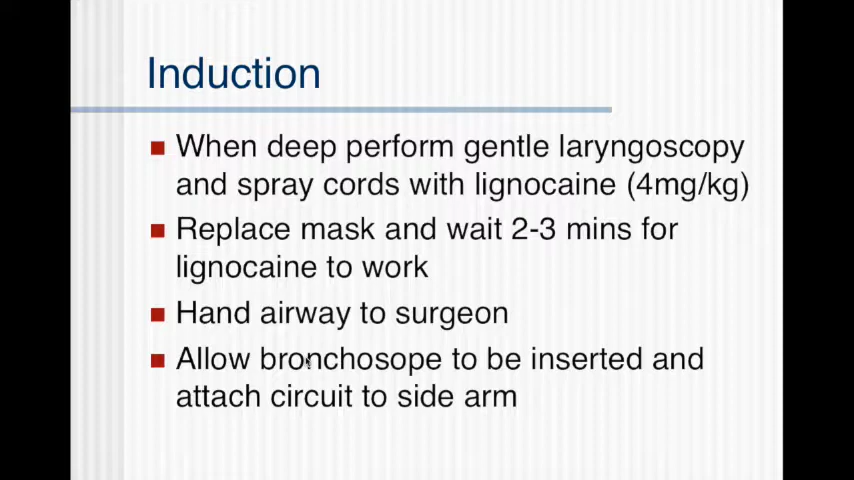 Induction
When deep perform gentle laryngoscopy
and spray cords with lignocaine (4mg/kg)
Replace mask and wait 2-3 mins for
lignocaine to work
Hand airway to surgeon
Allow bronchosope to be inserted and
attach circuit to side arm